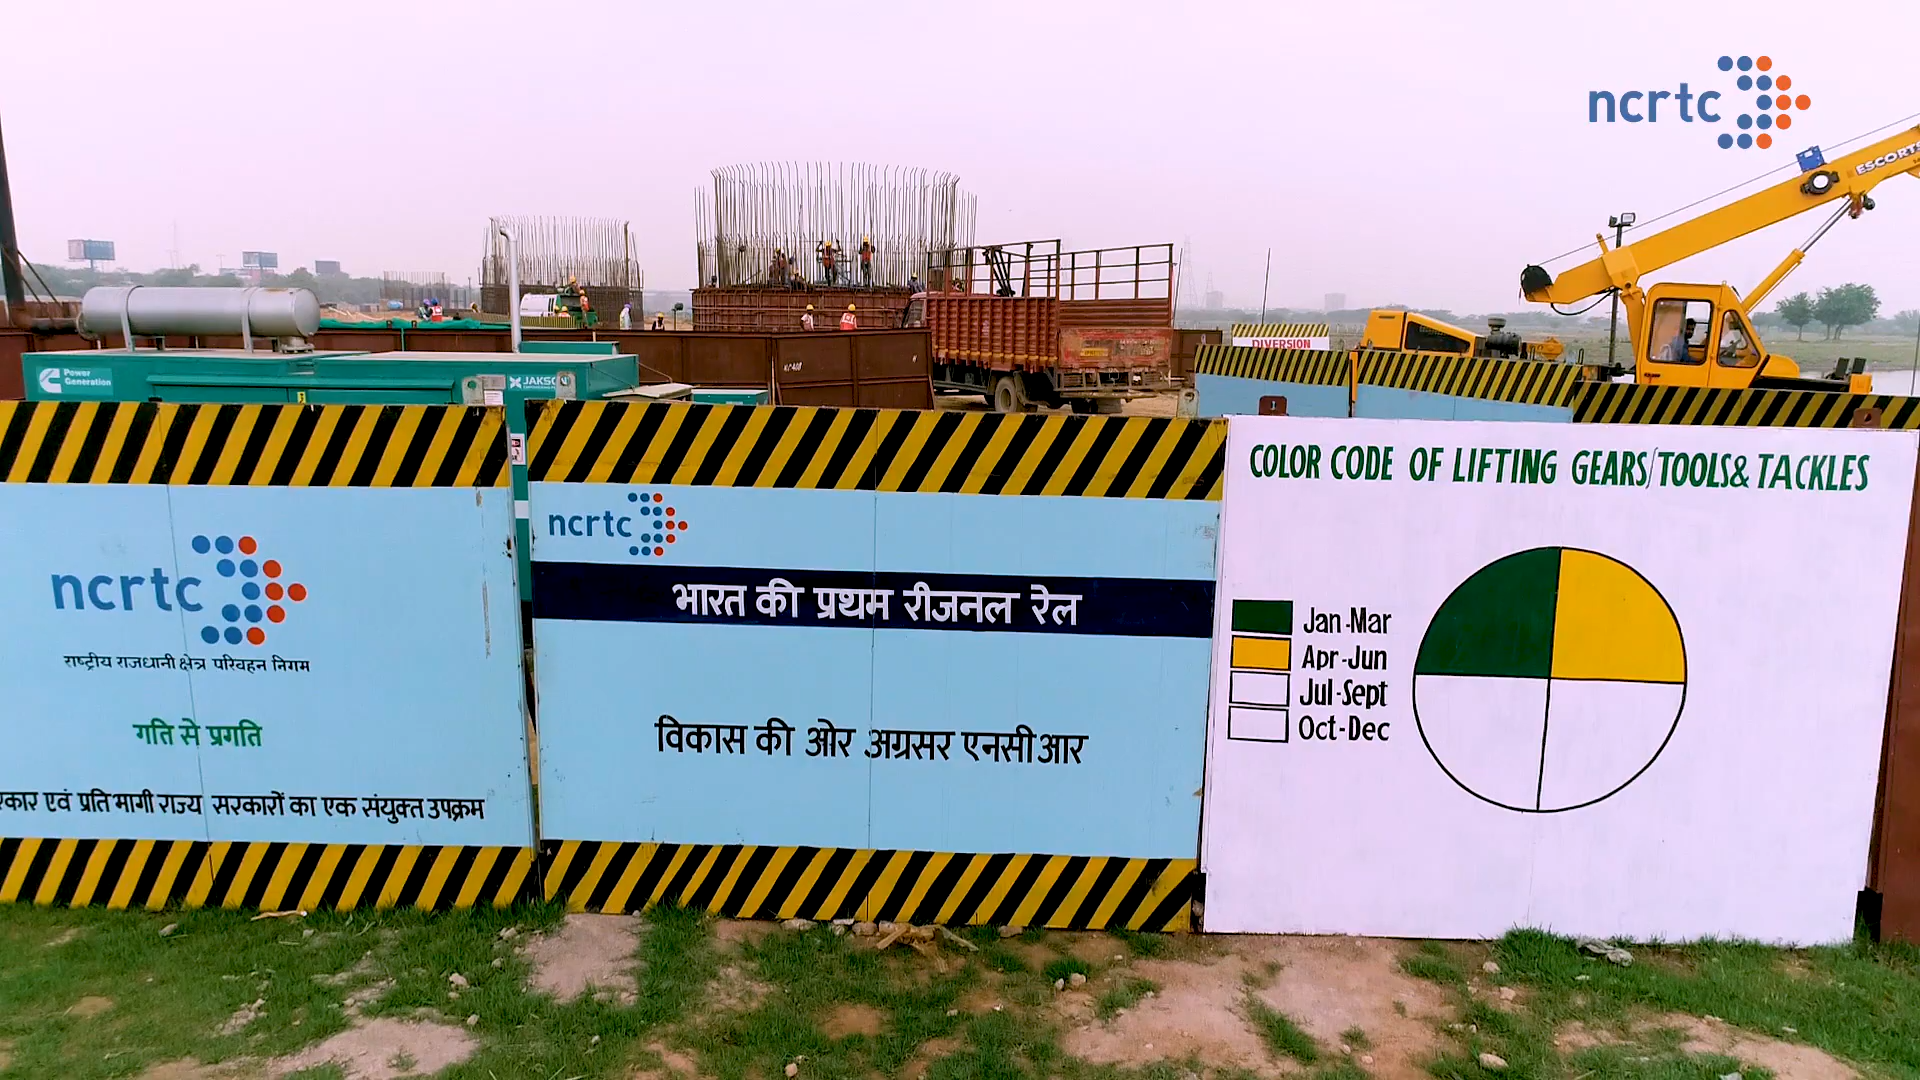 ncrtc
ESCORTS
Power
Generation
JAKSON
DIVERSION
ncrtc
राष्ट्रीय राजधानी क्षेत्र परिवहन निगम
गति से प्रगति
एवं प्रतिभागी राज्य सरकारों का एक संयुक्त उपक्रम
ncrtc
भारत की प्रथम रीजनल रेल
विकास की ओर अग्रसर एनसीआर
COLOR CODE OF LIFTING GEARS/TOOLS& TACKLES
Jan-Mar
Apr-Jun
Jul-Sept
Oct-Dec